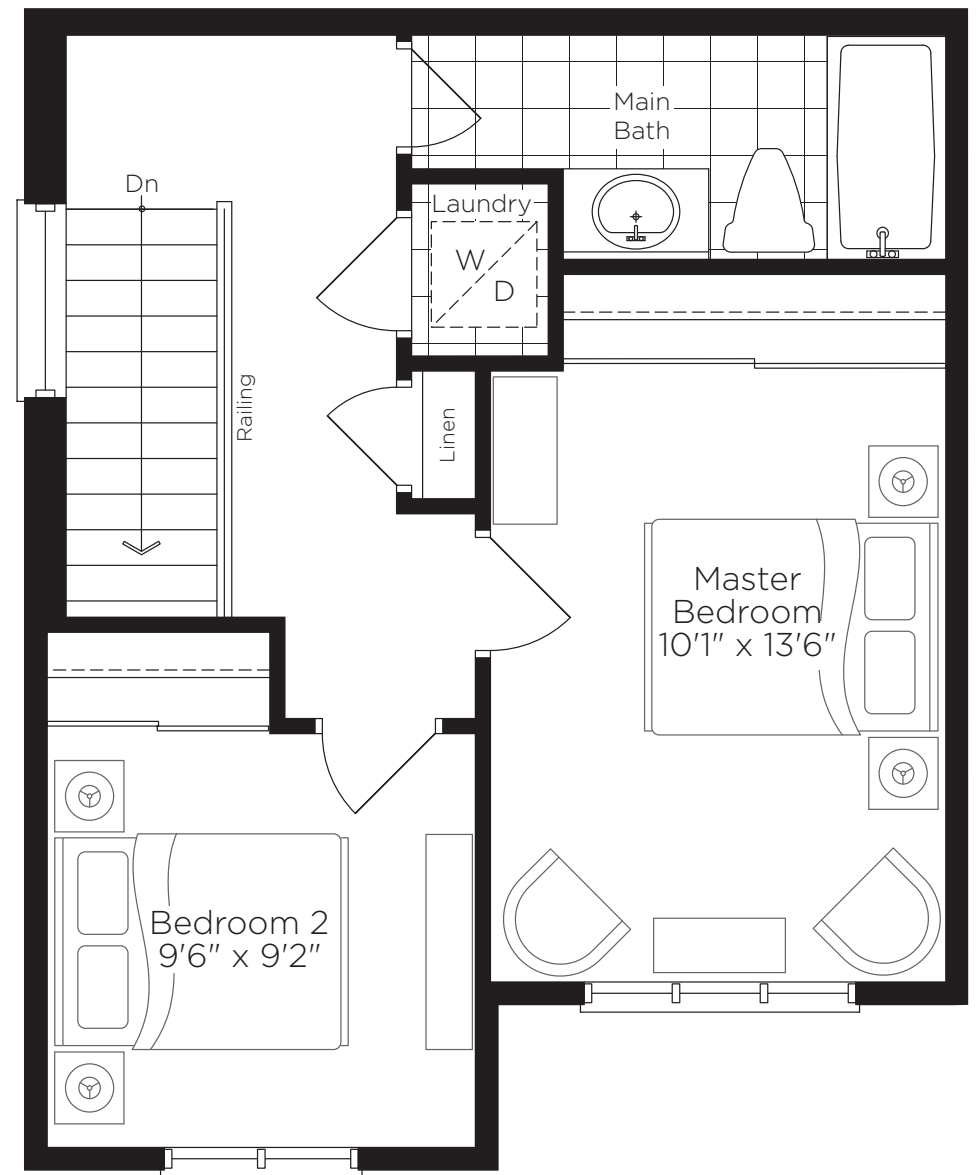 Main
Bath
Dn
Laundry
W
D
Railing
Linen
Master
Bedroom
10'1" x 13'6"
Bedroom 2
9'6" x 9'2"